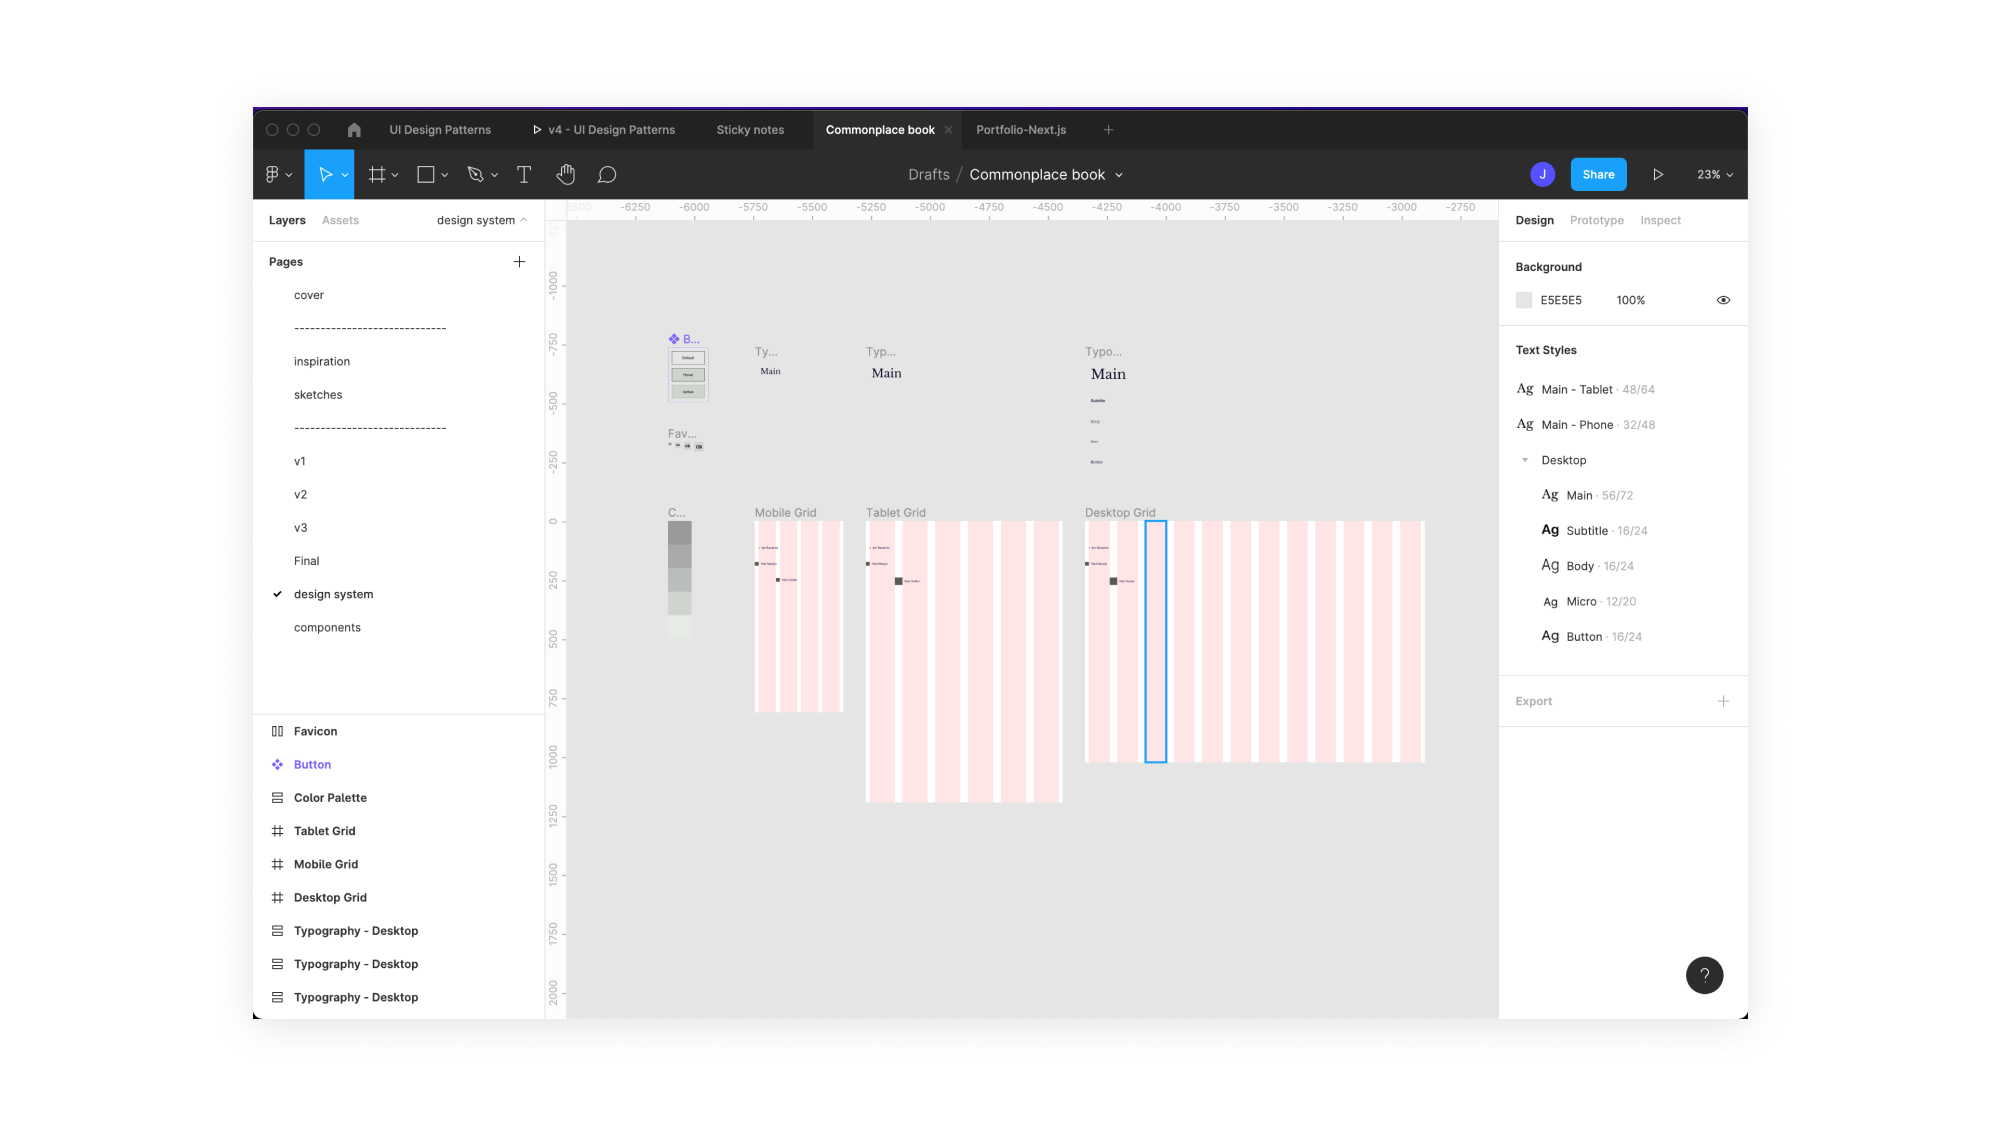 UI Design Patterns
v4 - UI Design Patterns
Sticky notes
Commonplace book
Portfolio-Next.js
Drafts / Commonplace book
J
Share
23%
Layers
Assets
design system
Pages
cover
-----------------------------
inspiration
sketches
-----------------------------
v1
v2
v3
Final
design system
components
Favicon
Button
Color Palette
Tablet Grid
Mobile Grid
Desktop Grid
Typography - Desktop
Typography - Desktop
Typography - Desktop
-6250 -6000 -5750 -5500 -5250 -5000 -4750 -4500 -4250 -4000 -3750 -3500 -3250 -3000 -2750
-1000
-750
-500
-250
0
250
500
750
1000
1250
1500
1750
2000
B...
Default
Hover
Active
Fav...
Ty...
Main
Typ...
Main
Typo...
Main
Subtitle
Body
Button
C...
Mobile Grid
Tablet Grid
Desktop Grid
Design
Prototype
Inspect
Background
E5E5E5
100%
Text Styles
Ag Main - Tablet · 48/64
Ag Main - Phone · 32/48
Desktop
Ag Main · 56/72
Ag Subtitle · 16/24
Ag Body · 16/24
Ag Micro · 12/20
Ag Button · 16/24
Export
?